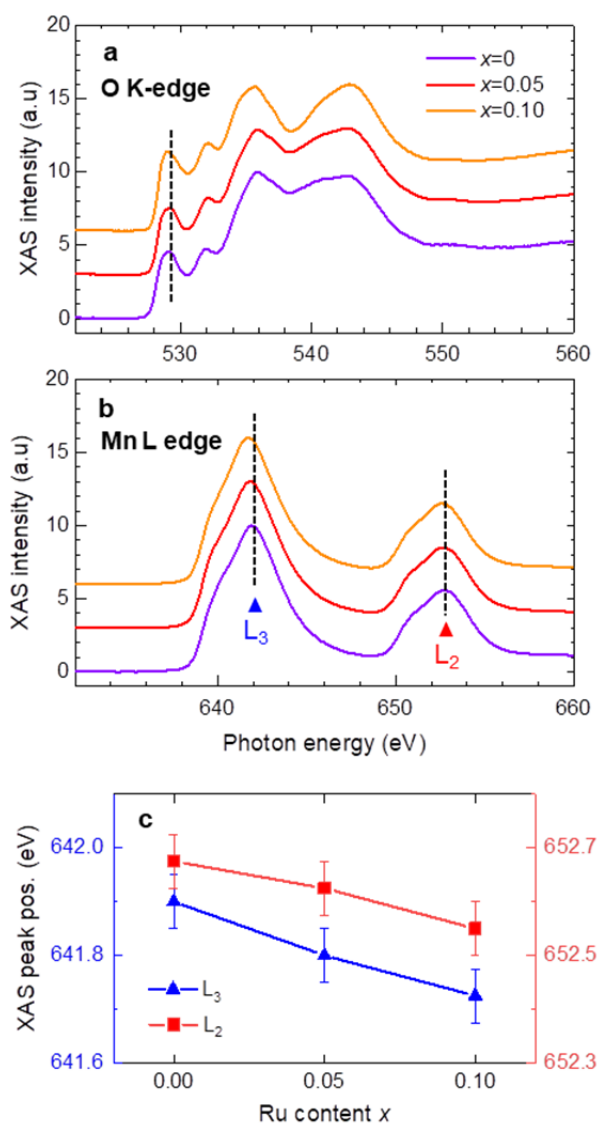 a
O K-edge
x=0
x=0.05
x=0.10
XAS intensity (a.u)
20
15
10
5
0
530
540
550
560
b
Mn L edge
XAS intensity (a.u)
20
15
10
5
0
L3
L2
640
650
660
Photon energy (eV)
c
XAS peak pos. (eV)
642.0
641.8
641.6
652.7
652.5
652.3
L3
L2
0.00
0.05
0.10
Ru content x